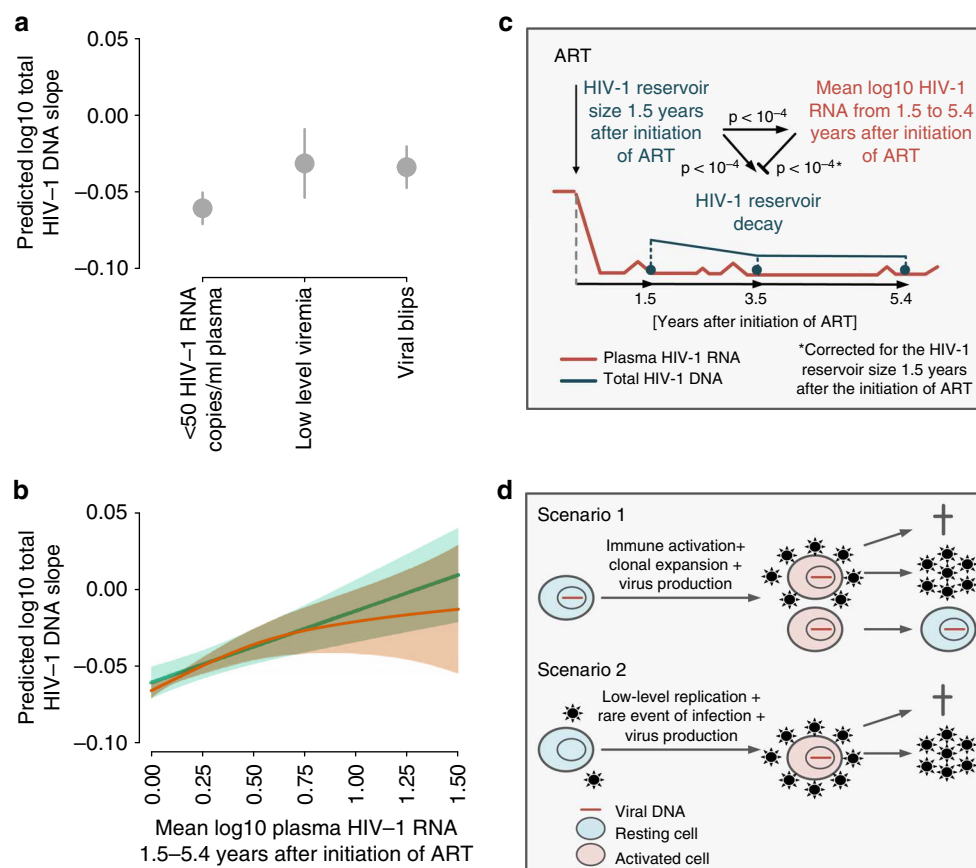 a
Predicted log10 total
HIV–1 DNA slope
0.05
0.00
−0.05
−0.10
<50 HIV–1 RNA
copies/ml plasma
Low level viremia
Viral blips
b
Predicted log10 total
HIV–1 DNA slope
0.05
0.00
−0.05
−0.10
0.00
0.25
0.50
0.75
1.00
1.25
1.50
Mean log10 plasma HIV–1 RNA
1.5–5.4 years after initiation of ART
c
ART
HIV-1 reservoir
size 1.5 years
after initiation
of ART
p < 10⁻⁴
Mean log10 HIV-1
RNA from 1.5 to 5.4
years after initiation
of ART
p < 10⁻⁴
p < 10⁻⁴*
HIV-1 reservoir
decay
1.5
3.5
5.4
[Years after initiation of ART]
Plasma HIV-1 RNA
Total HIV-1 DNA
*Corrected for the HIV-1
reservoir size 1.5 years
after the initiation of ART
d
Scenario 1
Immune activation+
clonal expansion +
virus production
Scenario 2
Low-level replication +
rare event of infection +
virus production
Viral DNA
Resting cell
Activated cell